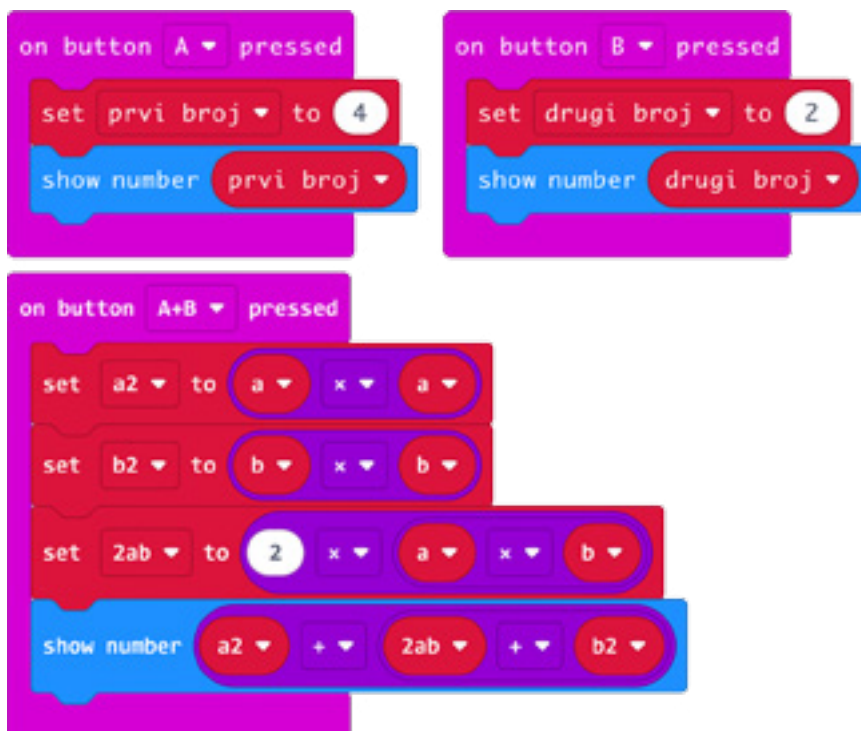 on button A pressed
set prvi broj to 4
show number prvi broj
on button B pressed
set drugi broj to 2
show number drugi broj
on button A+B pressed
set a2 to a × a
set b2 to b × b
set 2ab to 2 × a × b
show number a2 + 2ab + b2